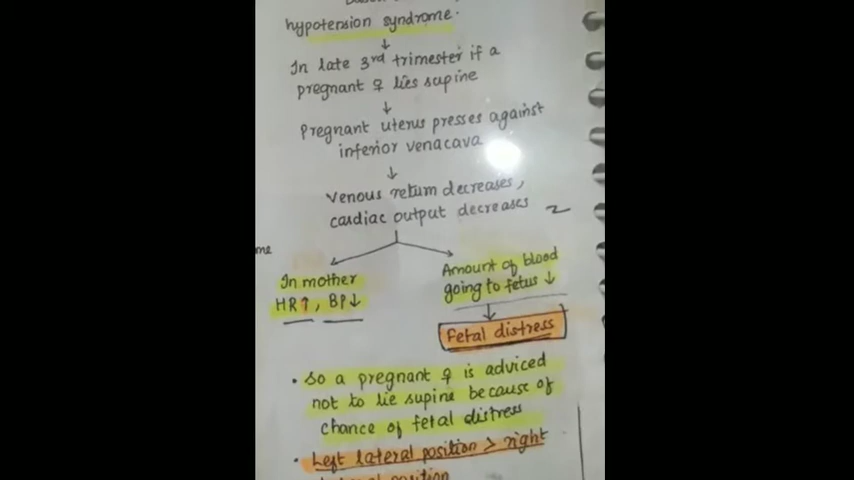 hypotension syndrome.
↓
In late 3rd trimester if a
pregnant ♀ lies supine
↓
Pregnant uterus presses against
inferior venacava
↓
Venous return decreases,
cardiac output decreases
me
In mother
HR↑, BP↓
Amount of blood
going to fetus ↓
↓
Fetal distress
• So a pregnant ♀ is adviced
not to lie supine because of
chance of fetal distress
• Left lateral position > right
position